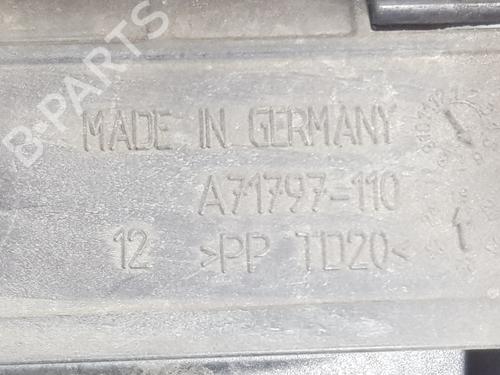 B-PARTS
MADE IN GERMANY
A71797-110
12 >PP TD20<